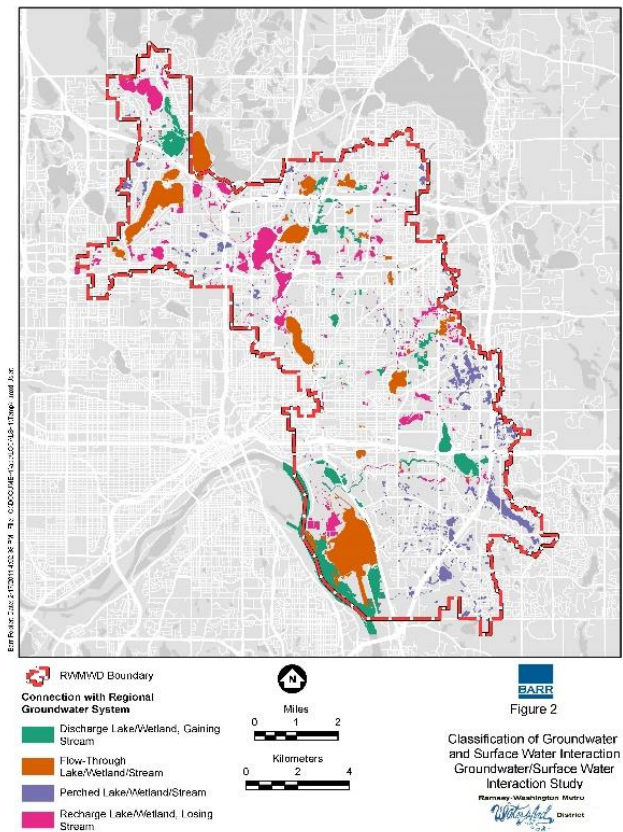 RWMWD Boundary
Connection with Regional
Groundwater System
Discharge Lake/Wetland, Gaining
Stream
Flow-Through
Lake/Wetland/Stream
Perched Lake/Wetland/Stream
Recharge Lake/Wetland, Losing
Stream
N
Miles
0 1 2
Kilometers
0 2 4
BARR
Figure 2
Classification of Groundwater
and Surface Water Interaction
Groundwater/Surface Water
Interaction Study
Ramsey-Washington Metro
District